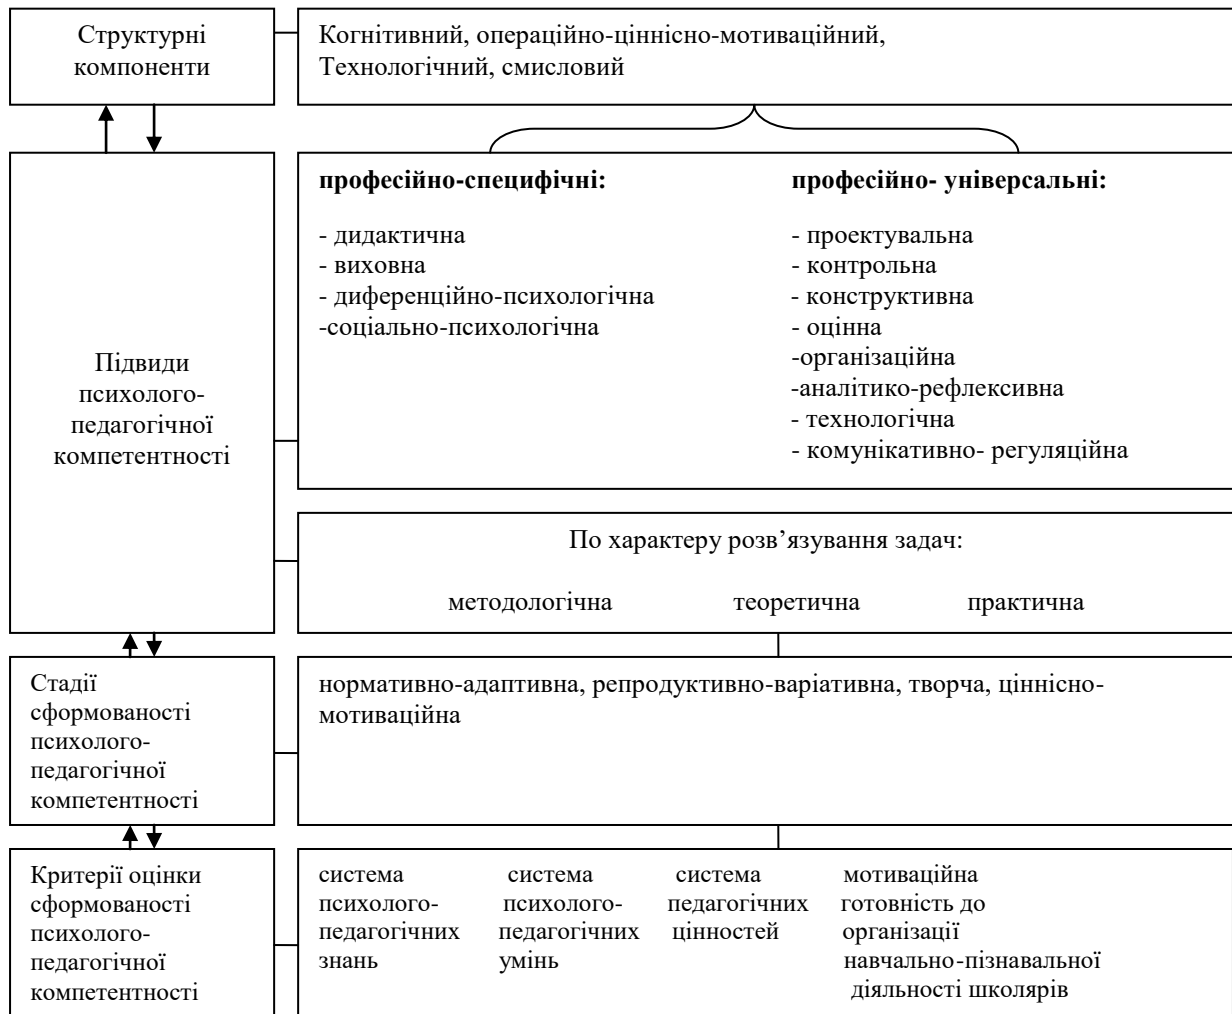 Структурні
компоненти
Когнітивний, операційно-ціннісно-мотиваційний,
Технологічний, смисловий
Підвиди
психолого-
педагогічної
компетентності
професійно-специфічні:
- дидактична
- виховна
- диференційно-психологічна
-соціально-психологічна
професійно- універсальні:
- проектувальна
- контрольна
- конструктивна
- оцінна
-організаційна
-аналітико-рефлексивна
- технологічна
- комунікативно- регуляційна
По характеру розв’язування задач:
методологічна теоретична практична
Стадії
сформованості
психолого-
педагогічної
компетентності
нормативно-адаптивна, репродуктивно-варіативна, творча, ціннісно-
мотиваційна
Критерії оцінки
сформованості
психолого-
педагогічної
компетентності
система
психолого-
педагогічних
знань
система
психолого-
педагогічних
умінь
система
педагогічних
цінностей
мотиваційна
готовність до
організації
навчально-пізнавальної
діяльності школярів